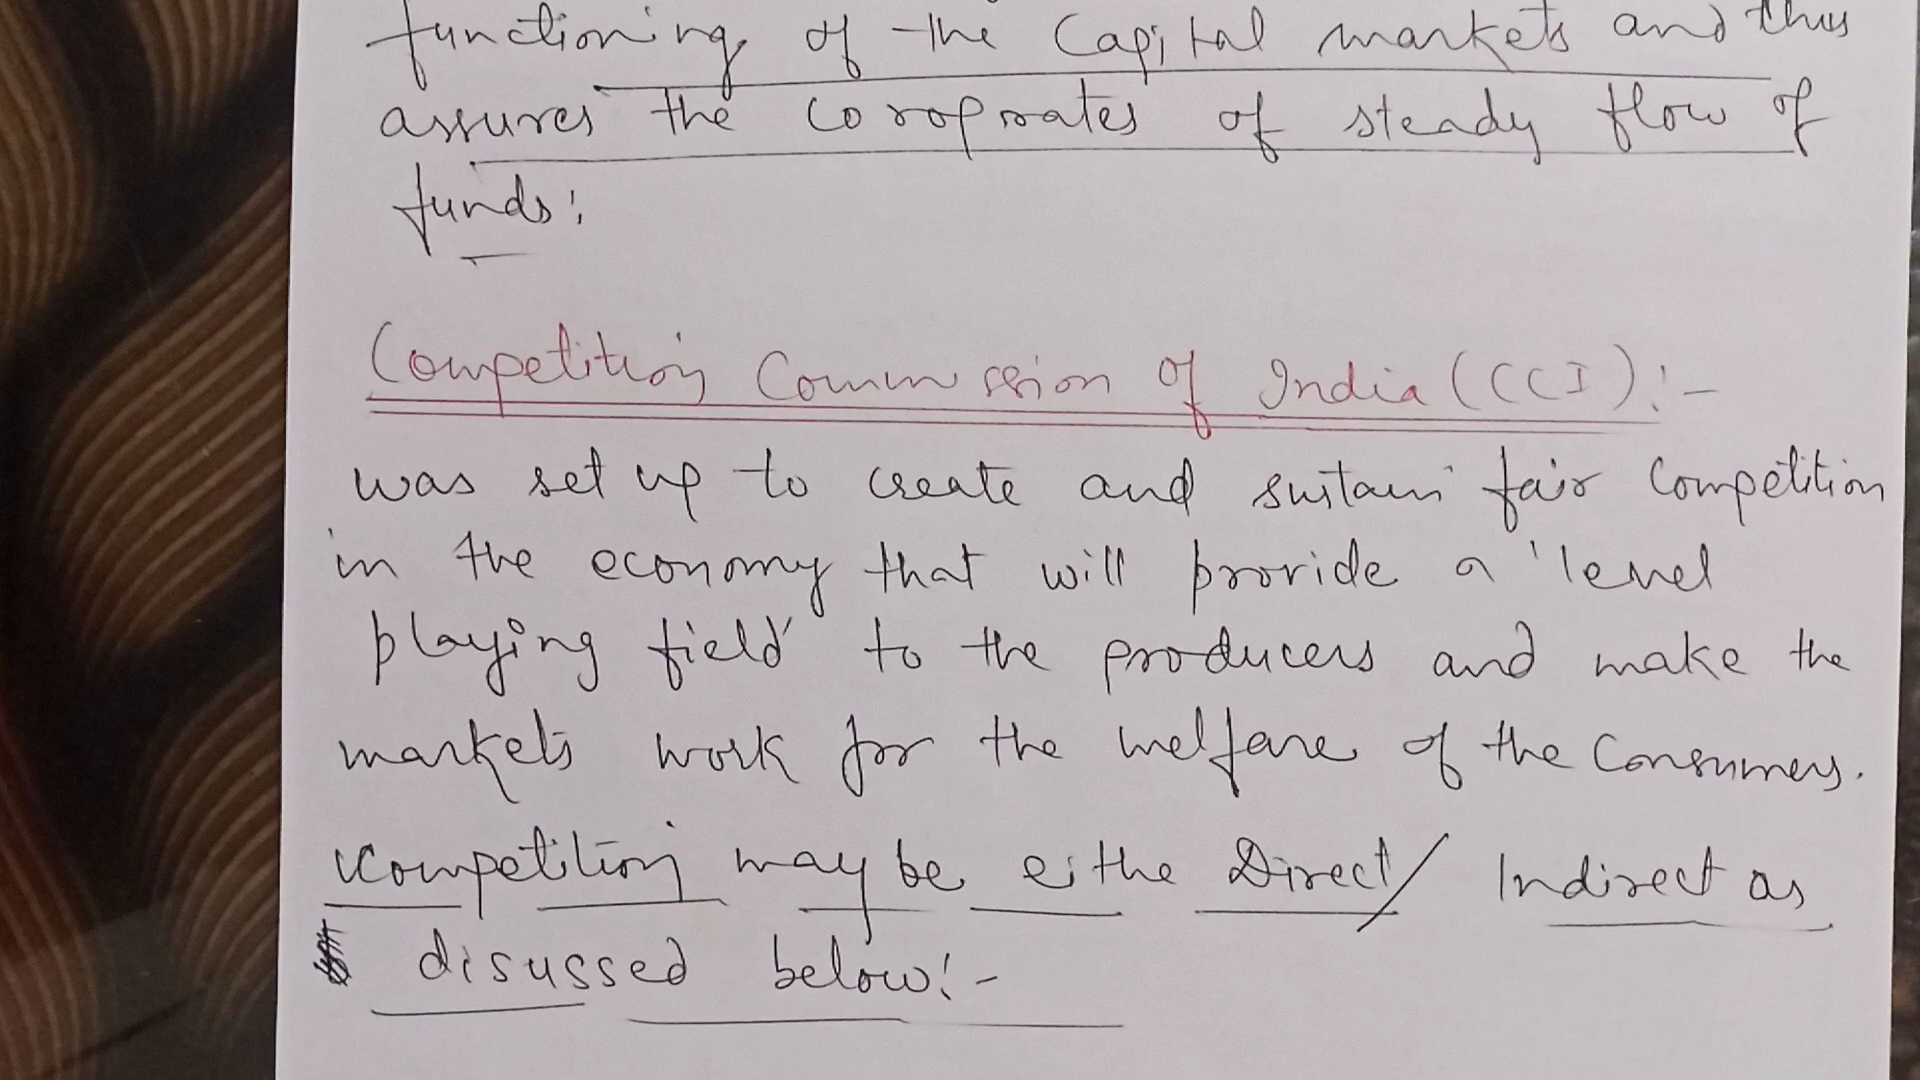 functioning of the Capital markets and thus
assures the coroporates of steady flow of
funds.
Competition Commission of India (CCI):-
was set up to create and sustain fair Competition
in the economy that will provide a 'level
playing field' to the producers and make the
markets work for the welfare of the Consumers.
Competition may be eithe Direct/ Indirect as
disussed below:-